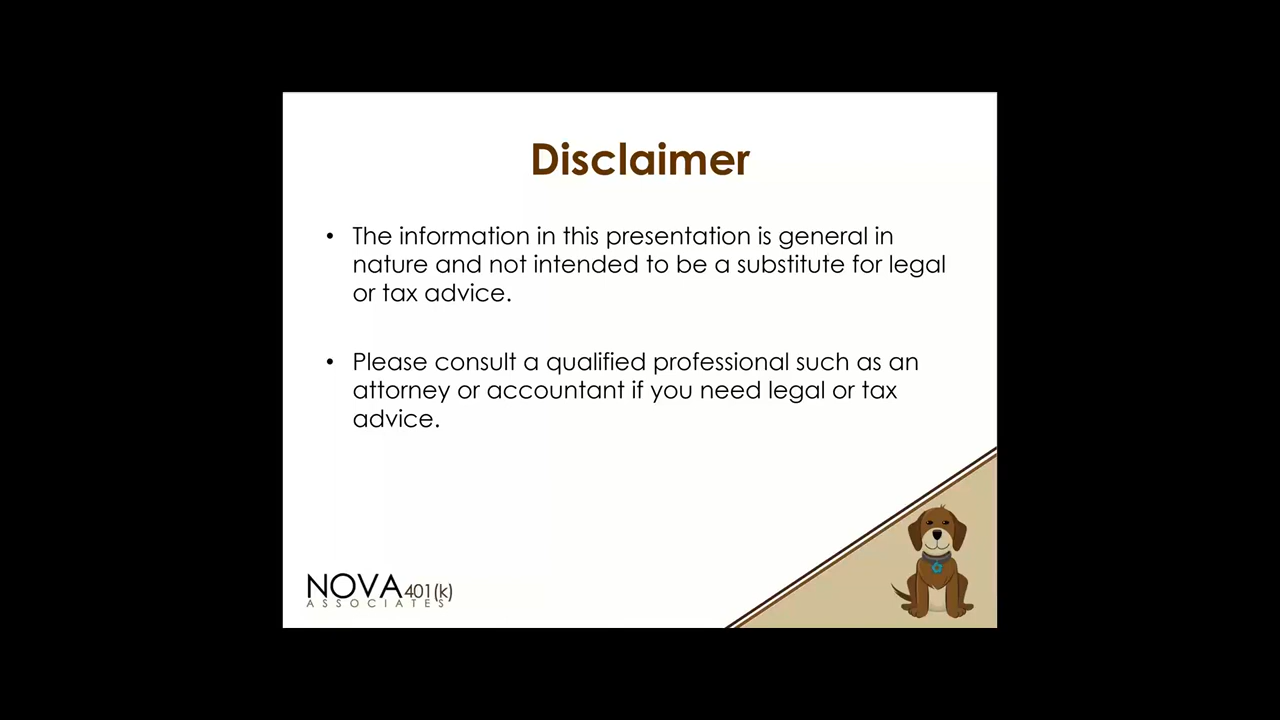 Disclaimer
• The information in this presentation is general in
nature and not intended to be a substitute for legal
or tax advice.
• Please consult a qualified professional such as an
attorney or accountant if you need legal or tax
advice.
NOVA 401(k)
ASSOCIATES